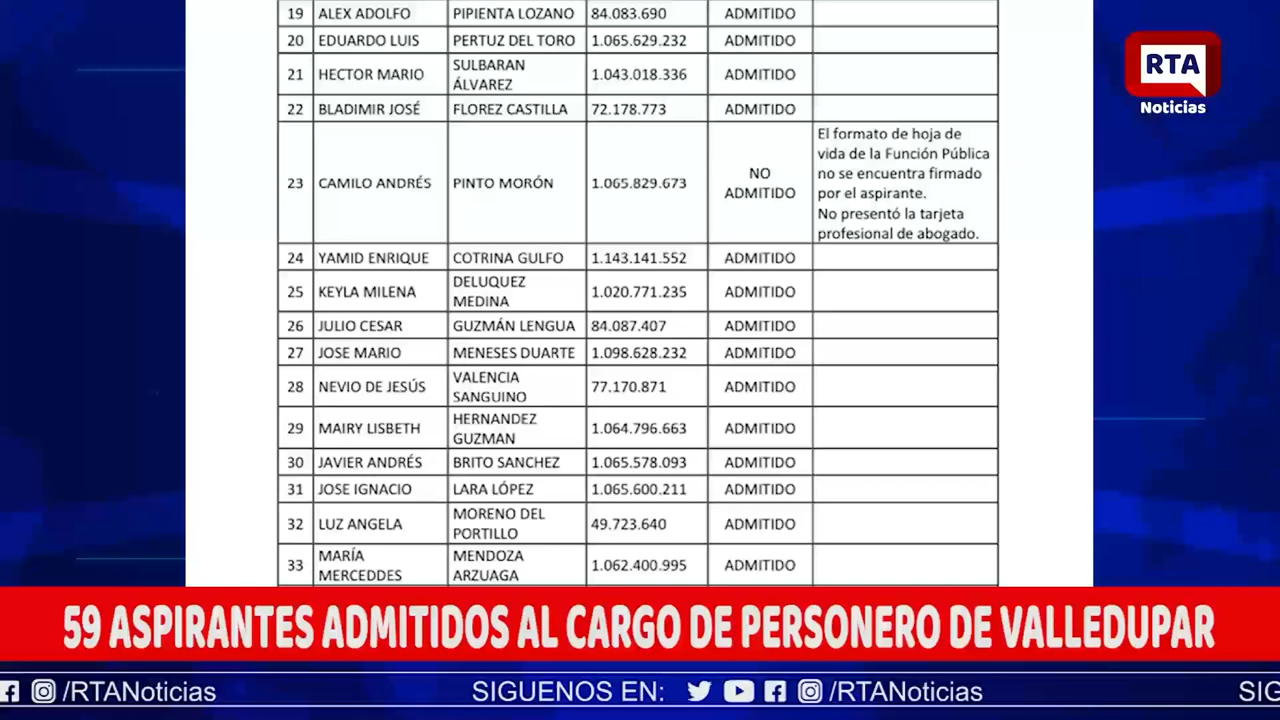 19 ALEX ADOLFO PIPIENTA LOZANO 84.083.690 ADMITIDO
20 EDUARDO LUIS PERTUZ DEL TORO 1.065.629.232 ADMITIDO
21 HECTOR MARIO SULBARAN ÁLVAREZ 1.043.018.336 ADMITIDO
22 BLADIMIR JOSÉ FLOREZ CASTILLA 72.178.773 ADMITIDO
23 CAMILO ANDRÉS PINTO MORÓN 1.065.829.673 NO ADMITIDO
El formato de hoja de
vida de la Función Pública
no se encuentra firmado
por el aspirante.
No presentó la tarjeta
profesional de abogado.
24 YAMID ENRIQUE COTRINA GULFO 1.143.141.552 ADMITIDO
25 KEYLA MILENA DELUQUEZ MEDINA 1.020.771.235 ADMITIDO
26 JULIO CESAR GUZMÁN LENGUA 84.087.407 ADMITIDO
27 JOSE MARIO MENESES DUARTE 1.098.628.232 ADMITIDO
28 NEVIO DE JESÚS VALENCIA SANGUINO 77.170.871 ADMITIDO
29 MAIRY LISBETH HERNANDEZ GUZMAN 1.064.796.663 ADMITIDO
30 JAVIER ANDRÉS BRITO SANCHEZ 1.065.578.093 ADMITIDO
31 JOSE IGNACIO LARA LÓPEZ 1.065.600.211 ADMITIDO
32 LUZ ANGELA MORENO DEL PORTILLO 49.723.640 ADMITIDO
33 MARÍA MERCEDDES MENDOZA ARZUAGA 1.062.400.995 ADMITIDO
RTA
Noticias
59 ASPIRANTES ADMITIDOS AL CARGO DE PERSONERO DE VALLEDUPAR
/RTANoticias SIGUENOS EN: /RTANoticias SIG